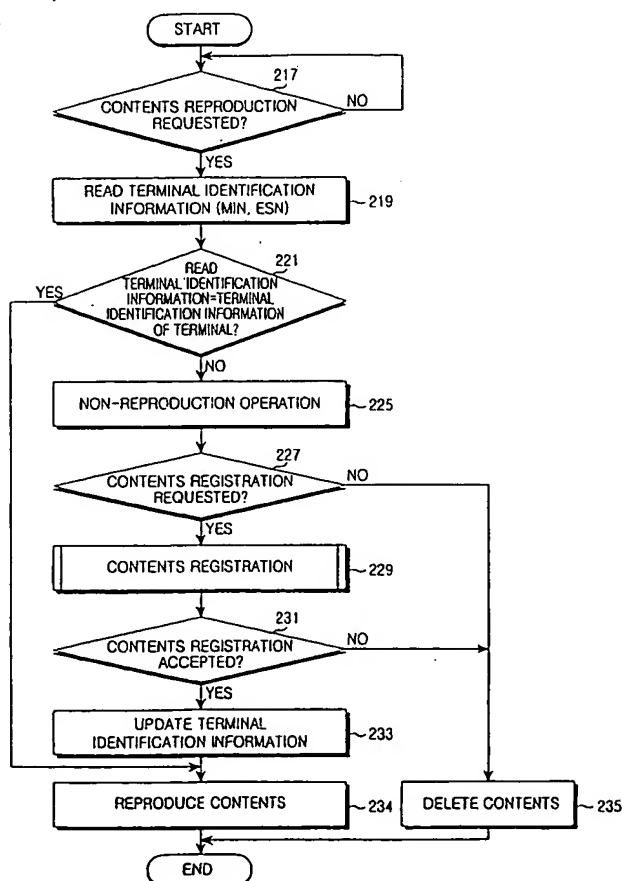 START
217
CONTENTS REPRODUCTION
REQUESTED?
NO
YES
READ TERMINAL IDENTIFICATION
INFORMATION (MIN, ESN)
219
221
READ
TERMINAL IDENTIFICATION
INFORMATION=TERMINAL
IDENTIFICATION INFORMATION
OF TERMINAL?
YES
NO
NON-REPRODUCTION OPERATION
225
227
CONTENTS REGISTRATION
REQUESTED?
NO
YES
CONTENTS REGISTRATION
229
231
CONTENTS REGISTRATION
ACCEPTED?
NO
YES
UPDATE TERMINAL
IDENTIFICATION INFORMATION
233
REPRODUCE CONTENTS
234
DELETE CONTENTS
235
END